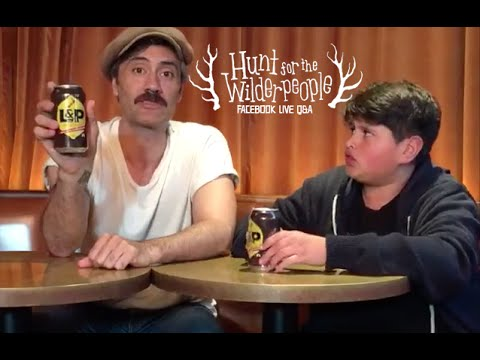 Hunt for the
Wilderpeople
FACEBOOK LIVE Q&A
L&P
L&P